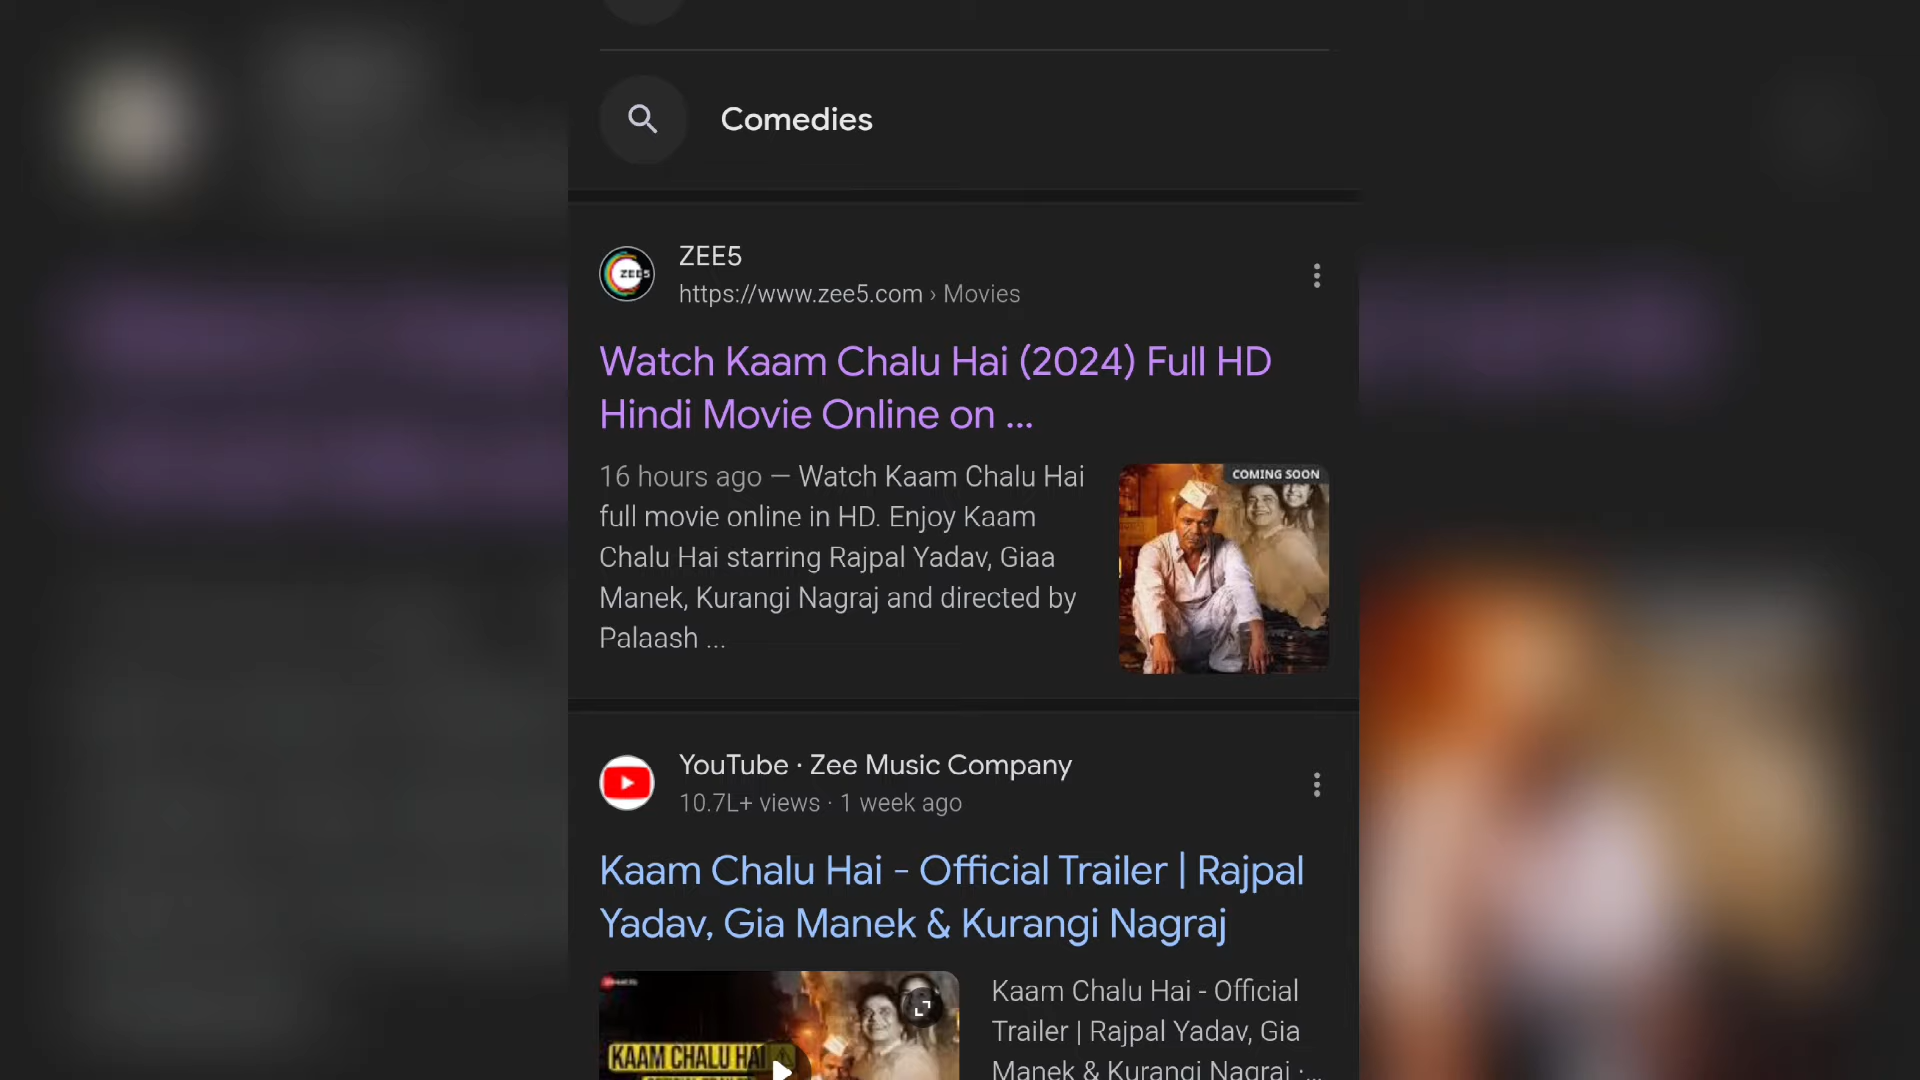 Comedies
ZEE5
ZEE5
https://www.zee5.com › Movies
Watch Kaam Chalu Hai (2024) Full HD
Hindi Movie Online on ...
16 hours ago — Watch Kaam Chalu Hai
full movie online in HD. Enjoy Kaam
Chalu Hai starring Rajpal Yadav, Giaa
Manek, Kurangi Nagraj and directed by
Palaash ...
COMING SOON
YouTube · Zee Music Company
10.7L+ views · 1 week ago
Kaam Chalu Hai - Official Trailer | Rajpal
Yadav, Gia Manek & Kurangi Nagraj
KAAM CHALU HAI
Kaam Chalu Hai - Official
Trailer | Rajpal Yadav, Gia
Manek & Kurangi Nagraj ·...